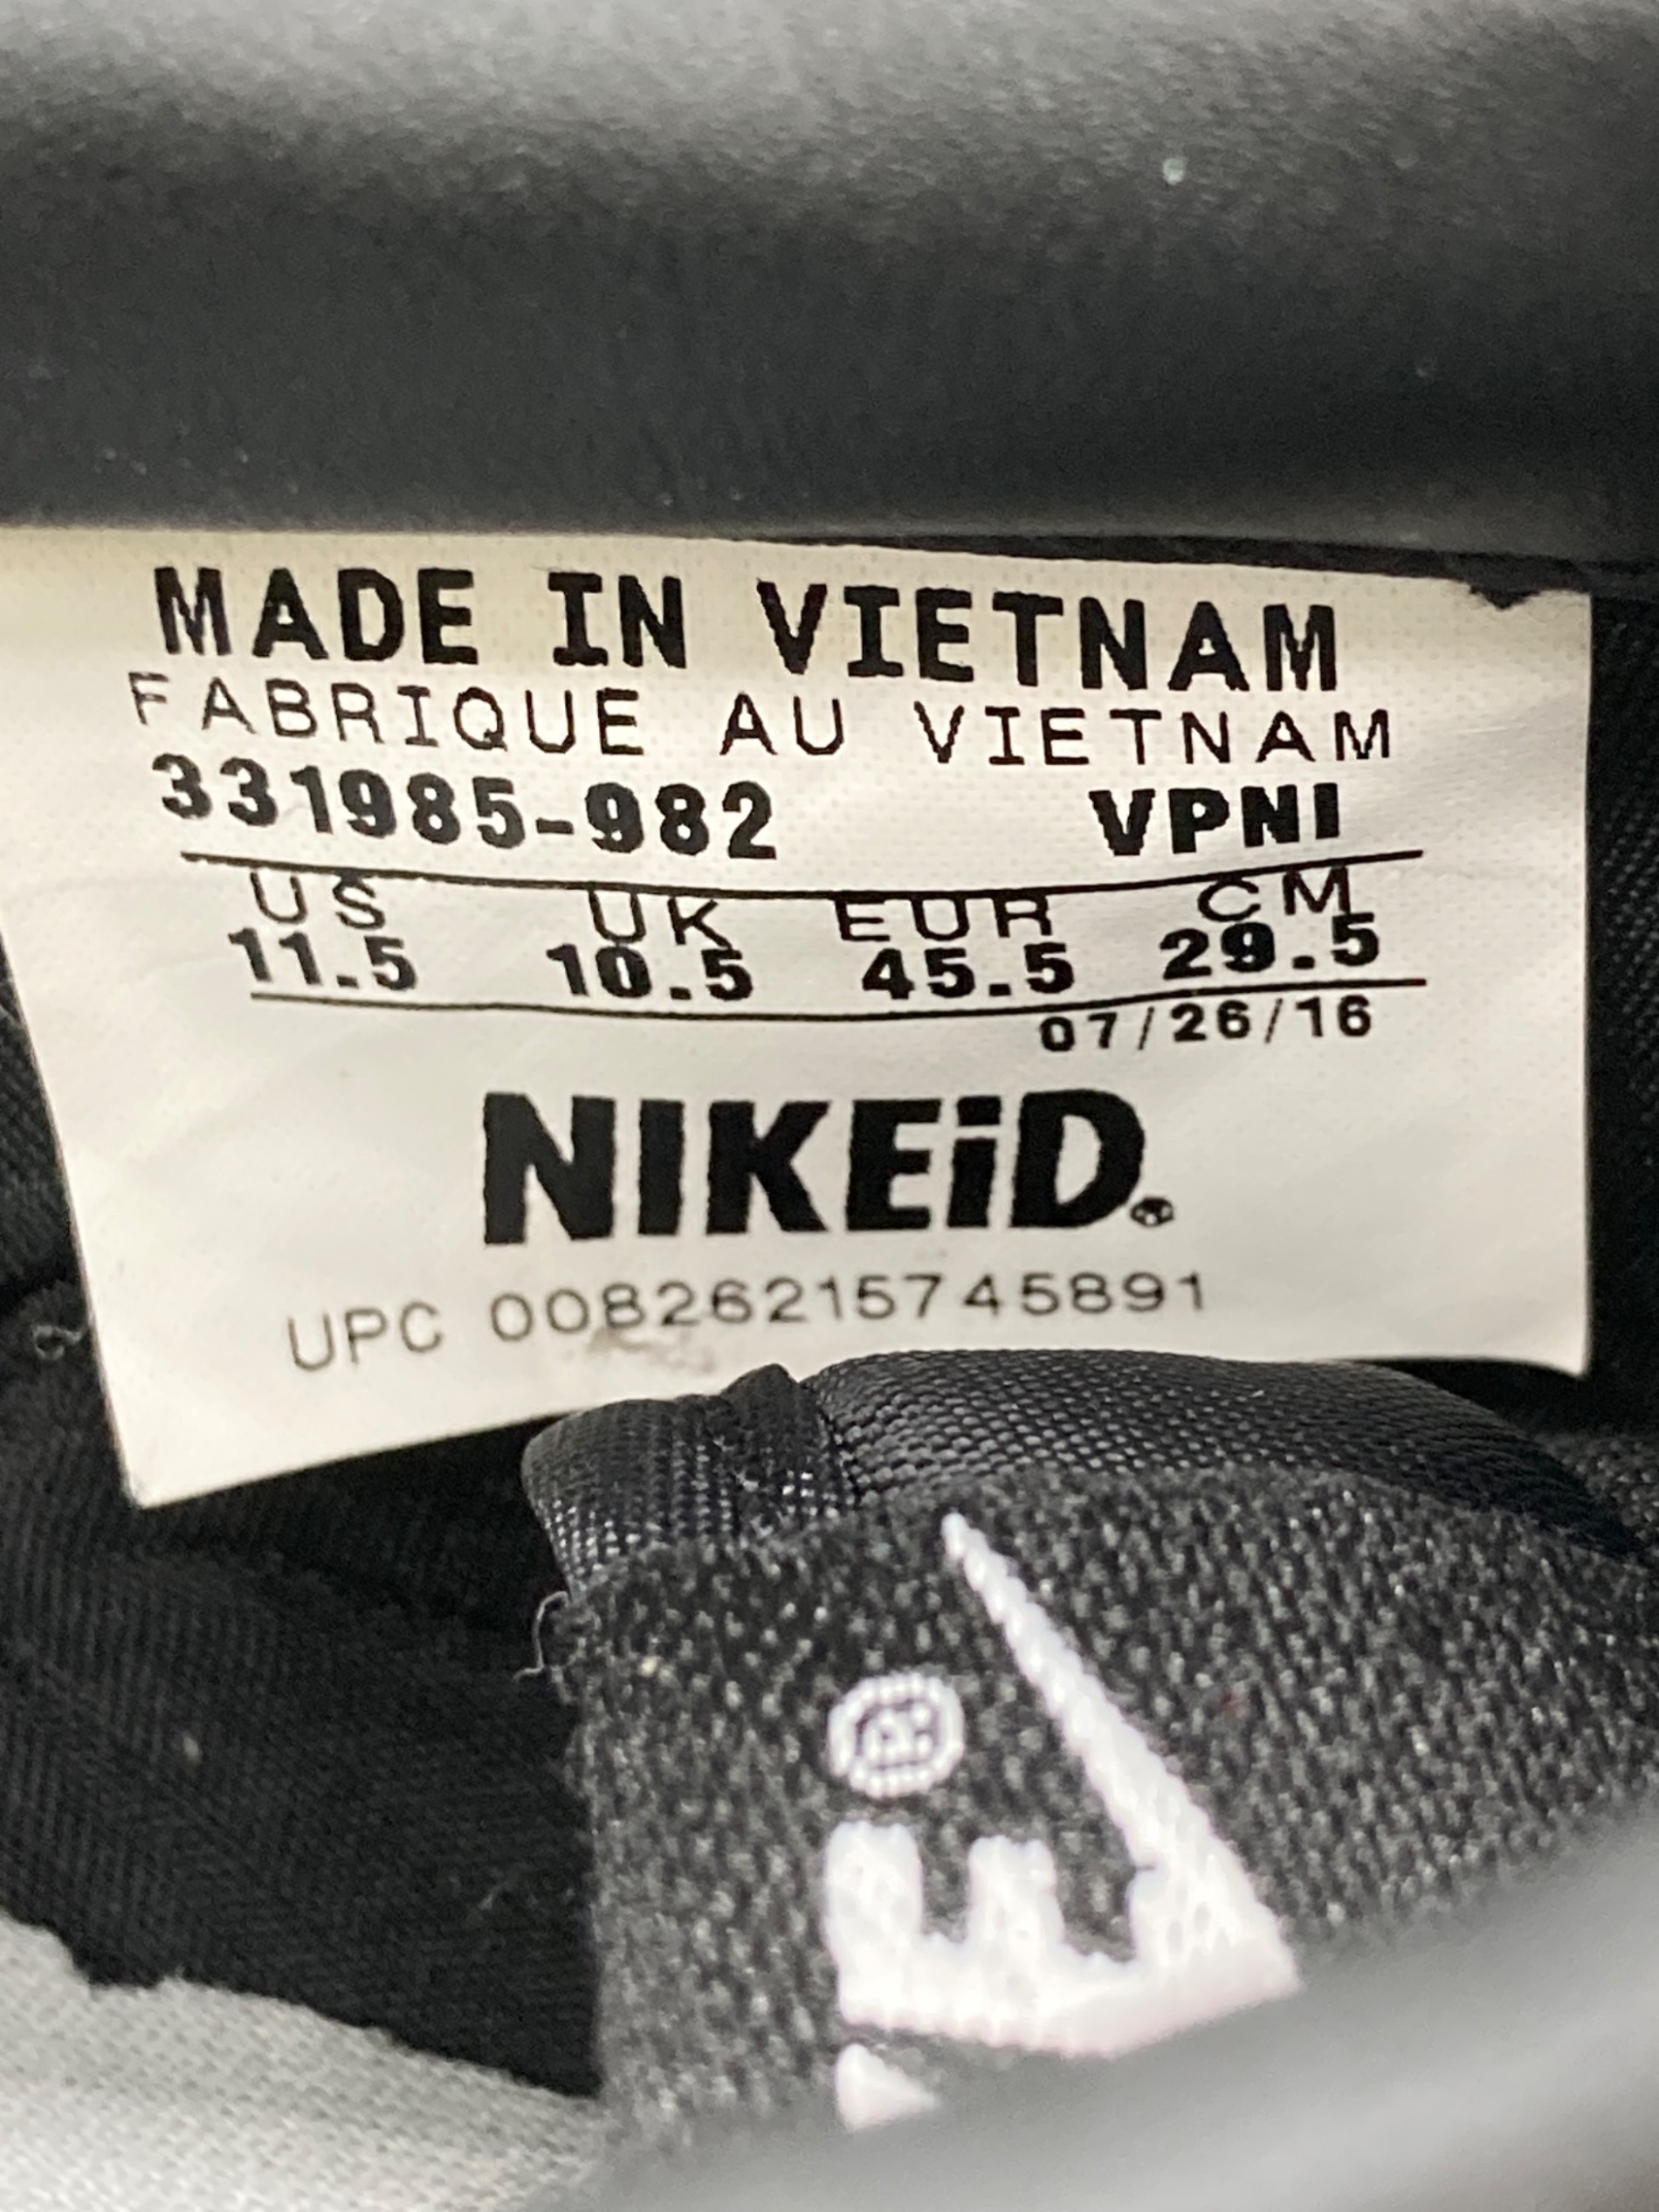 MADE IN VIETNAM
FABRIQUE AU VIETNAM
331985-982 VPNI
US UK EUR CM
11.5 10.5 45.5 29.5
07/26/16
NIKEiD®
UPC 00826215745891
®